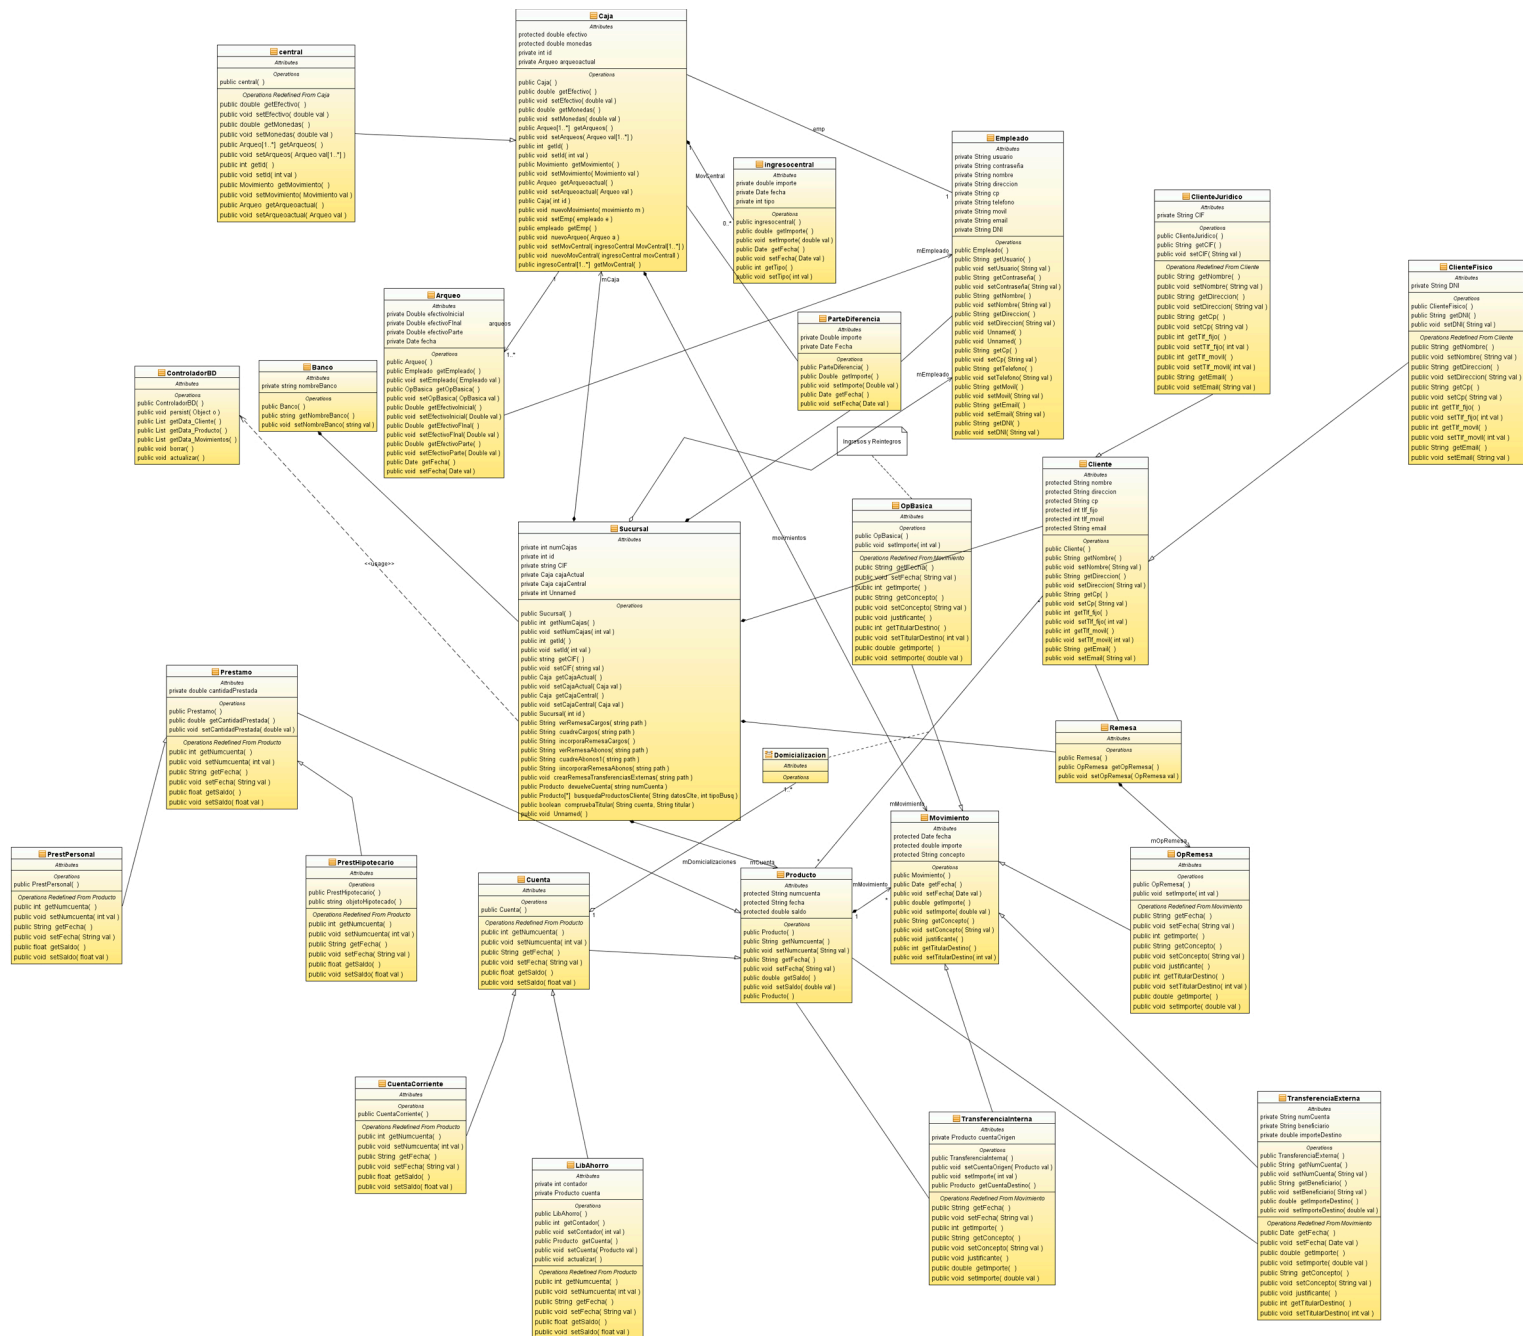 Caja
Attributes
protected double efectivo
protected double monedas
private int id
private Arqueo arqueoactual
Operations
public Caja( )
public double getEfectivo( )
public void setEfectivo( double val )
public double getMonedas( )
public void setMonedas( double val )
public Arqueo[1..*] getArqueos( )
public void setArqueos( Arqueo val[1..*] )
public int getId( )
public void setId( int val )
public Movimiento getMovimiento( )
public void setMovimiento( Movimiento val )
public Arqueo getArqueoactual( )
public void setArqueoactual( Arqueo val )
public Caja( int id )
public void nuevoMovimiento( movimiento m )
public void setEmp( empleado e )
public empleado getEmp( )
public void nuevoArqueo( Arqueo a )
public void setMovCentral( ingresoCentral MovCentral[1..*] )
public void nuevoMovCentral( ingresoCentral movCentrall )
public ingresoCentral[1..*] getMovCentral( )
central
Attributes
Operations
public central( )
Operations Redefined From Caja
public double getEfectivo( )
public void setEfectivo( double val )
public double getMonedas( )
public void setMonedas( double val )
public Arqueo[1..*] getArqueos( )
public void setArqueos( Arqueo val[1..*] )
public int getId( )
public void setId( int val )
public Movimiento getMovimiento( )
public void setMovimiento( Movimiento val )
public Arqueo getArqueoactual( )
public void setArqueoactual( Arqueo val )
emp
1
MovCentral
0..*
ingresocentral
Attributes
private double importe
private Date fecha
private int tipo
Operations
public ingresocentral( )
public double getImporte( )
public void setImporte( double val )
public Date getFecha( )
public void setFecha( Date val )
public int getTipo( )
public void setTipo( int val )
Empleado
Attributes
private String usuario
private String contraseña
private String nombre
private String direccion
private String cp
private String telefono
private String movil
private String email
private String DNI
Operations
public Empleado( )
public String getUsuario( )
public void setUsuario( String val )
public String getContraseña( )
public void setContraseña( String val )
public String getNombre( )
public void setNombre( String val )
public String getDireccion( )
public void setDireccion( String val )
public void Unnamed( )
public void Unnamed( )
public String getCp( )
public void setCp( String val )
public String getTelefono( )
public void setTelefono( String val )
public String getMovil( )
public void setMovil( String val )
public String getEmail( )
public void setEmail( String val )
public String getDNI( )
public void setDNI( String val )
mEmpleado
mEmpleado
ClienteJuridico
Attributes
private String CIF
Operations
public ClienteJuridico( )
public String getCIF( )
public void setCIF( String val )
Operations Redefined From Cliente
public String getNombre( )
public void setNombre( String val )
public String getDireccion( )
public void setDireccion( String val )
public String getCp( )
public void setCp( String val )
public int getTlf_fijo( )
public void setTlf_fijo( int val )
public int getTlf_movil( )
public void setTlf_movil( int val )
public String getEmail( )
public void setEmail( String val )
ClienteFisico
Attributes
private String DNI
Operations
public ClienteFisico( )
public String getDNI( )
public void setDNI( String val )
Operations Redefined From Cliente
public String getNombre( )
public void setNombre( String val )
public String getDireccion( )
public void setDireccion( String val )
public String getCp( )
public void setCp( String val )
public int getTlf_fijo( )
public void setTlf_fijo( int val )
public int getTlf_movil( )
public void setTlf_movil( int val )
public String getEmail( )
public void setEmail( String val )
mCaja
1
arqueos
1..*
Arqueo
Attributes
private Double efectivoInicial
private Double efectivoFInal
private Double efectivoParte
private Date fecha
Operations
public Arqueo( )
public Empleado getEmpleado( )
public void setEmpleado( Empleado val )
public OpBasica getOpBasica( )
public void setOpBasica( OpBasica val )
public Double getEfectivoInicial( )
public void setEfectivoInicial( Double val )
public Double getEfectivoFInal( )
public void setEfectivoFInal( Double val )
public Double getEfectivoParte( )
public void setEfectivoParte( Double val )
public Date getFecha( )
public void setFecha( Date val )
ParteDiferencia
Attributes
private Double importe
private Date Fecha
Operations
public ParteDiferencia( )
public Double getImporte( )
public void setImporte( Double val )
public Date getFecha( )
public void setFecha( Date val )
ControladorBD
Attributes
Operations
public ControladorBD( )
public void persist( Object o )
public List getData_Cliente( )
public List getData_Producto( )
public List getData_Movimientos( )
public void borrar( )
public void actualizar( )
Banco
Attributes
private string nombreBanco
Operations
public Banco( )
public string getNombreBanco( )
public void setNombreBanco( string val )
Ingresos y Reintegros
<<usage>>
movimientos
Sucursal
Attributes
private int numCajas
private int id
private string CIF
private Caja cajaActual
private Caja cajaCentral
private int Unnamed
Operations
public Sucursal( )
public int getNumCajas( )
public void setNumCajas( int val )
public int getId( )
public void setId( int val )
public string getCIF( )
public void setCIF( string val )
public Caja getCajaActual( )
public void setCajaActual( Caja val )
public Caja getCajaCentral( )
public void setCajaCentral( Caja val )
public Sucursal( int id )
public String verRemesaCargos( string path )
public String cuadreCargos( string path )
public String incorporaRemesaCargos( )
public String verRemesaAbonos( string path )
public String cuadreAbonos1( string path )
public String iincorporarRemesaAbonos( string path )
public void crearRemesaTransferenciasExternas( string path )
public Producto devuelveCuenta( string numCuenta )
public Producto[*] busquedaProductosCliente( String datosClte, int tipoBusq )
public boolean compruebaTitular( String cuenta, String titular )
public void Unnamed( )
OpBasica
Attributes
Operations
public OpBasica( )
public void setImporte( int val )
Operations Redefined From Movimiento
public String getFecha( )
public void setFecha( String val )
public int getImporte( )
public String getConcepto( )
public void setConcepto( String val )
public void justificante( )
public int getTitularDestino( )
public void setTitularDestino( int val )
public double getImporte( )
public void setImporte( double val )
Cliente
Attributes
protected String nombre
protected String direccion
protected String cp
protected int tlf_fijo
protected int tlf_movil
protected String email
Operations
public Cliente( )
public String getNombre( )
public void setNombre( String val )
public String getDireccion( )
public void setDireccion( String val )
public String getCp( )
public void setCp( String val )
public int getTlf_fijo( )
public void setTlf_fijo( int val )
public int getTlf_movil( )
public void setTlf_movil( int val )
public String getEmail( )
public void setEmail( String val )
*
Prestamo
Attributes
private double cantidadPrestada
Operations
public Prestamo( )
public double getCantidadPrestada( )
public void setCantidadPrestada( double val )
Operations Redefined From Producto
public int getNumcuenta( )
public void setNumcuenta( int val )
public String getFecha( )
public void setFecha( String val )
public float getSaldo( )
public void setSaldo( float val )
Remesa
Attributes
Operations
public Remesa( )
public OpRemesa getOpRemesa( )
public void setOpRemesa( OpRemesa val )
Domicializacion
Attributes
Operations
1..*
mMovimiento
mOpRemesa
Movimiento
Attributes
protected Date fecha
protected double importe
protected String concepto
Operations
public Movimiento( )
public Date getFecha( )
public void setFecha( Date val )
public double getImporte( )
public void setImporte( double val )
public String getConcepto( )
public void setConcepto( String val )
public void justificante( )
public int getTitularDestino( )
public void setTitularDestino( int val )
OpRemesa
Attributes
Operations
public OpRemesa( )
public void setImporte( int val )
Operations Redefined From Movimiento
public String getFecha( )
public void setFecha( String val )
public int getImporte( )
public String getConcepto( )
public void setConcepto( String val )
public void justificante( )
public int getTitularDestino( )
public void setTitularDestino( int val )
public double getImporte( )
public void setImporte( double val )
PrestPersonal
Attributes
Operations
public PrestPersonal( )
Operations Redefined From Producto
public int getNumcuenta( )
public void setNumcuenta( int val )
public String getFecha( )
public void setFecha( String val )
public float getSaldo( )
public void setSaldo( float val )
PrestHipotecario
Attributes
Operations
public PrestHipotecario( )
public string objetoHipotecado( )
Operations Redefined From Producto
public int getNumcuenta( )
public void setNumcuenta( int val )
public String getFecha( )
public void setFecha( String val )
public float getSaldo( )
public void setSaldo( float val )
Cuenta
Attributes
Operations
public Cuenta( )
Operations Redefined From Producto
public int getNumcuenta( )
public void setNumcuenta( int val )
public String getFecha( )
public void setFecha( String val )
public float getSaldo( )
public void setSaldo( float val )
mDomicializaciones
mCuenta
*
1
mMovimiento
*
1
Producto
Attributes
protected String numcuenta
protected String fecha
protected double saldo
Operations
public Producto( )
public String getNumcuenta( )
public void setNumcuenta( String val )
public String getFecha( )
public void setFecha( String val )
public double getSaldo( )
public void setSaldo( double val )
public Producto( )
CuentaCorriente
Attributes
Operations
public CuentaCorriente( )
Operations Redefined From Producto
public int getNumcuenta( )
public void setNumcuenta( int val )
public String getFecha( )
public void setFecha( String val )
public float getSaldo( )
public void setSaldo( float val )
LibAhorro
Attributes
private int contador
private Producto cuenta
Operations
public LibAhorro( )
public int getContador( )
public void setContador( int val )
public Producto getCuenta( )
public void setCuenta( Producto val )
public void actualizar( )
Operations Redefined From Producto
public int getNumcuenta( )
public void setNumcuenta( int val )
public String getFecha( )
public void setFecha( String val )
public float getSaldo( )
public void setSaldo( float val )
TransferenciaInterna
Attributes
private Producto cuentaOrigen
Operations
public TransferenciaInterna( )
public void setCuentaOrigen( Producto val )
public void setImporte( int val )
public Producto getCuentaDestino( )
Operations Redefined From Movimiento
public String getFecha( )
public void setFecha( String val )
public int getImporte( )
public String getConcepto( )
public void setConcepto( String val )
public void justificante( )
public double getImporte( )
public void setImporte( double val )
TransferenciaExterna
Attributes
private String numCuenta
private String beneficiario
private double importeDestino
Operations
public TransferenciaExterna( )
public String getNumCuenta( )
public void setNumCuenta( String val )
public String getBeneficiario( )
public void setBeneficiario( String val )
public double getImporteDestino( )
public void setImporteDestino( double val )
Operations Redefined From Movimiento
public Date getFecha( )
public void setFecha( Date val )
public double getImporte( )
public void setImporte( double val )
public String getConcepto( )
public void setConcepto( String val )
public void justificante( )
public int getTitularDestino( )
public void setTitularDestino( int val )